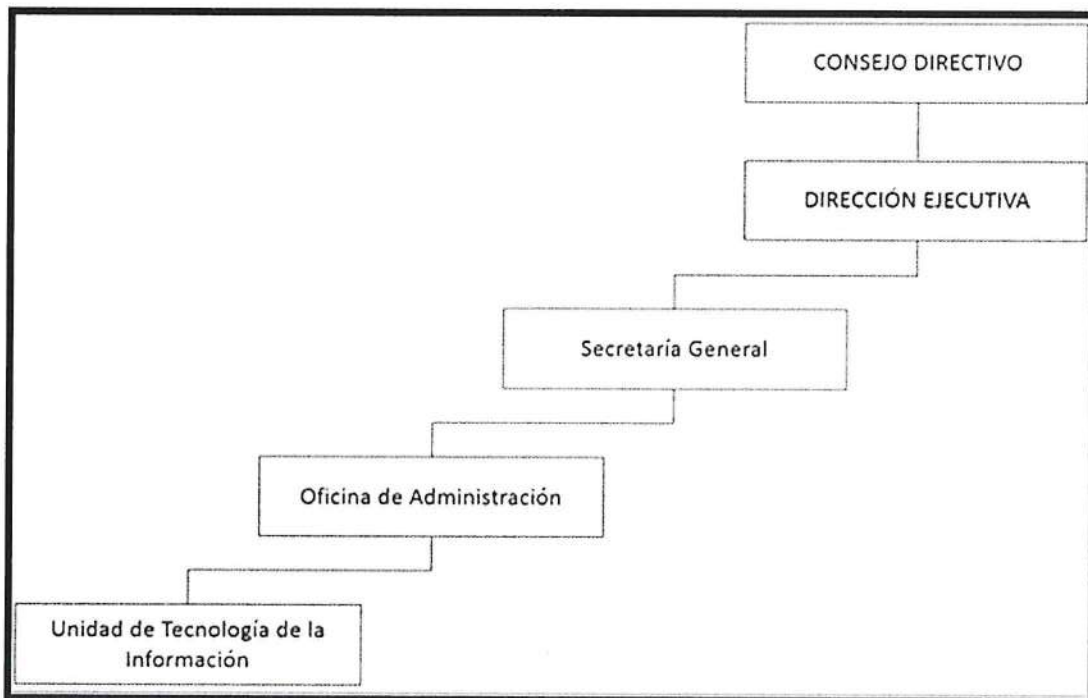 CONSEJO DIRECTIVO
DIRECCIÓN EJECUTIVA
Secretaría General
Oficina de Administración
Unidad de Tecnología de la
Información